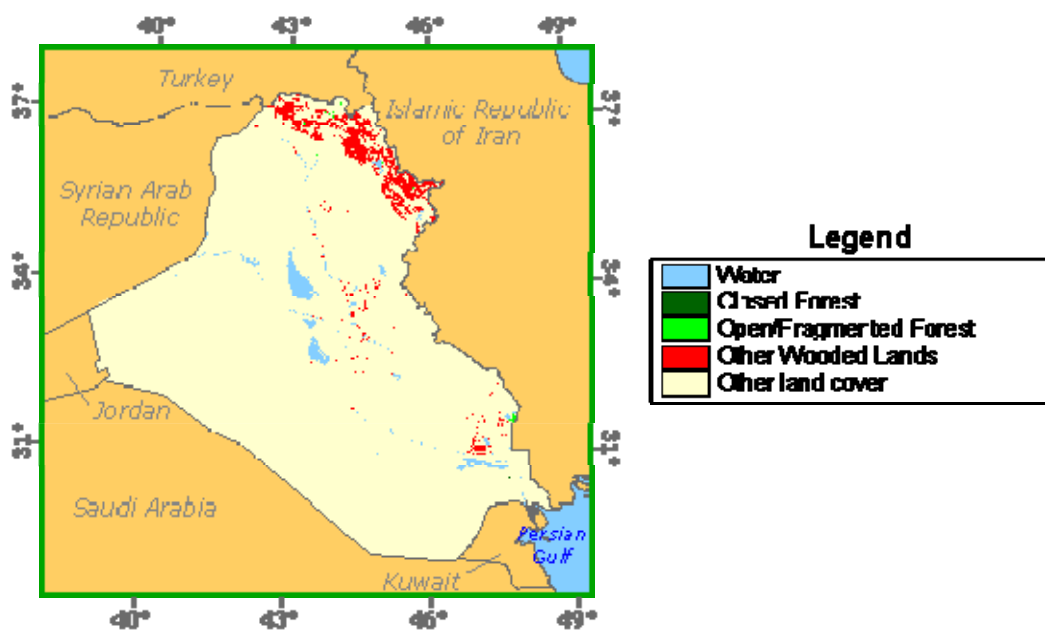 40° 43° 46° 49°
Turkey
37°
Islamic Republic
of Iran
37°
Syrian Arab
Republic
Legend
34°
Water
34°
Closed Forest
Open/Fragmented Forest
Other Wooded Lands
Other land cover
Jordan
31°
31°
Saudi Arabia
Persian
Gulf
Kuwait
40° 43° 46° 49°